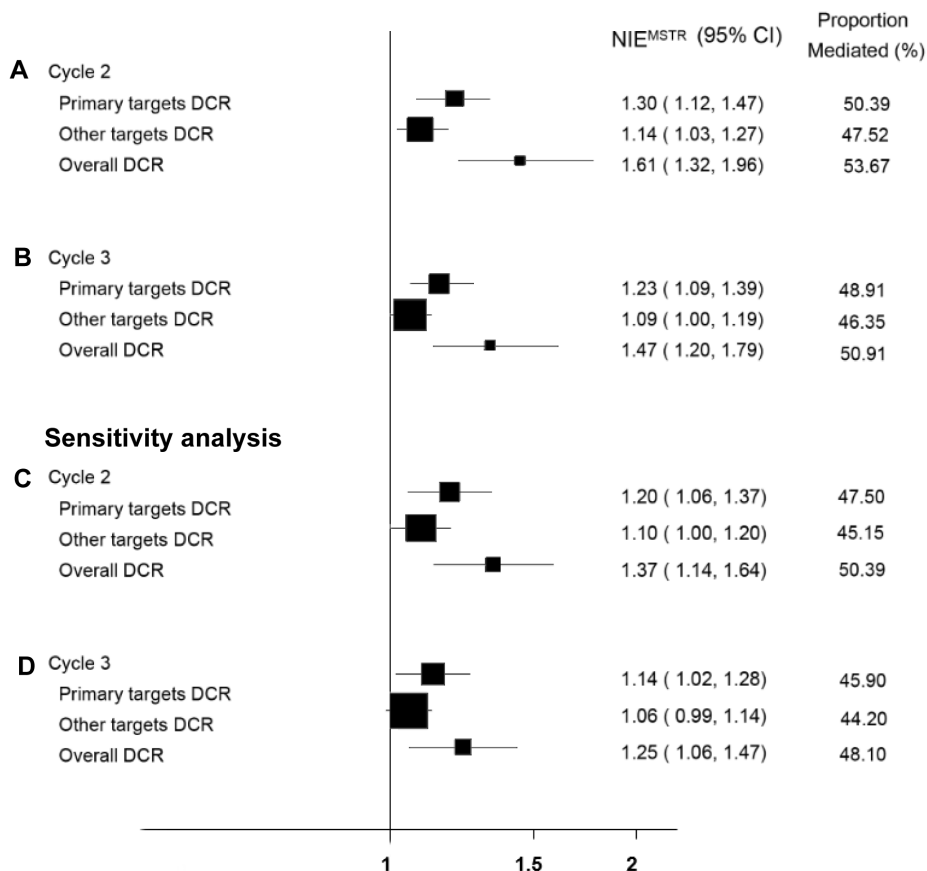 NIE^MSTR (95% CI) Proportion Mediated (%)
A Cycle 2
Primary targets DCR 1.30 ( 1.12, 1.47) 50.39
Other targets DCR 1.14 ( 1.03, 1.27) 47.52
Overall DCR 1.61 ( 1.32, 1.96) 53.67
B Cycle 3
Primary targets DCR 1.23 ( 1.09, 1.39) 48.91
Other targets DCR 1.09 ( 1.00, 1.19) 46.35
Overall DCR 1.47 ( 1.20, 1.79) 50.91
Sensitivity analysis
C Cycle 2
Primary targets DCR 1.20 ( 1.06, 1.37) 47.50
Other targets DCR 1.10 ( 1.00, 1.20) 45.15
Overall DCR 1.37 ( 1.14, 1.64) 50.39
D Cycle 3
Primary targets DCR 1.14 ( 1.02, 1.28) 45.90
Other targets DCR 1.06 ( 0.99, 1.14) 44.20
Overall DCR 1.25 ( 1.06, 1.47) 48.10
1 1.5 2